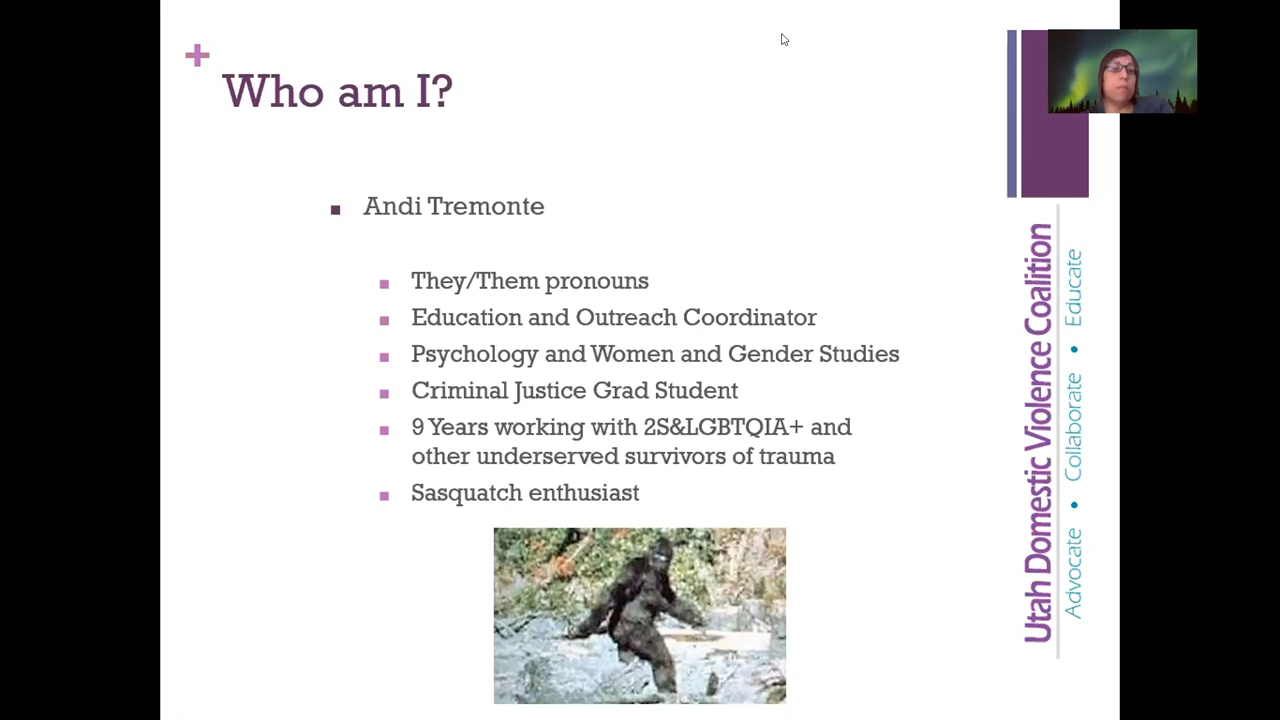 +
Who am I?
Andi Tremonte
They/Them pronouns
Education and Outreach Coordinator
Psychology and Women and Gender Studies
Criminal Justice Grad Student
9 Years working with 2S&LGBTQIA+ and
other underserved survivors of trauma
Sasquatch enthusiast
Utah Domestic Violence Coalition
Advocate • Collaborate • Educate